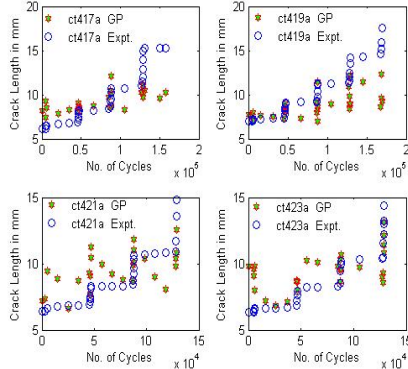 20
15
10
5
ct417a GP
ct417a Expt.
Crack Length in mm
0 0.5 1 1.5 2
No. of Cycles
x 10^5
20
15
10
5
ct419a GP
ct419a Expt.
Crack Length in mm
0 0.5 1 1.5 2
No. of Cycles
x 10^5
15
10
5
ct421a GP
ct421a Expt.
Crack Length in mm
0 5 10 15
No. of Cycles
x 10^4
15
10
5
ct423a GP
ct423a Expt.
Crack Length in mm
0 5 10 15
No. of Cycles
x 10^4